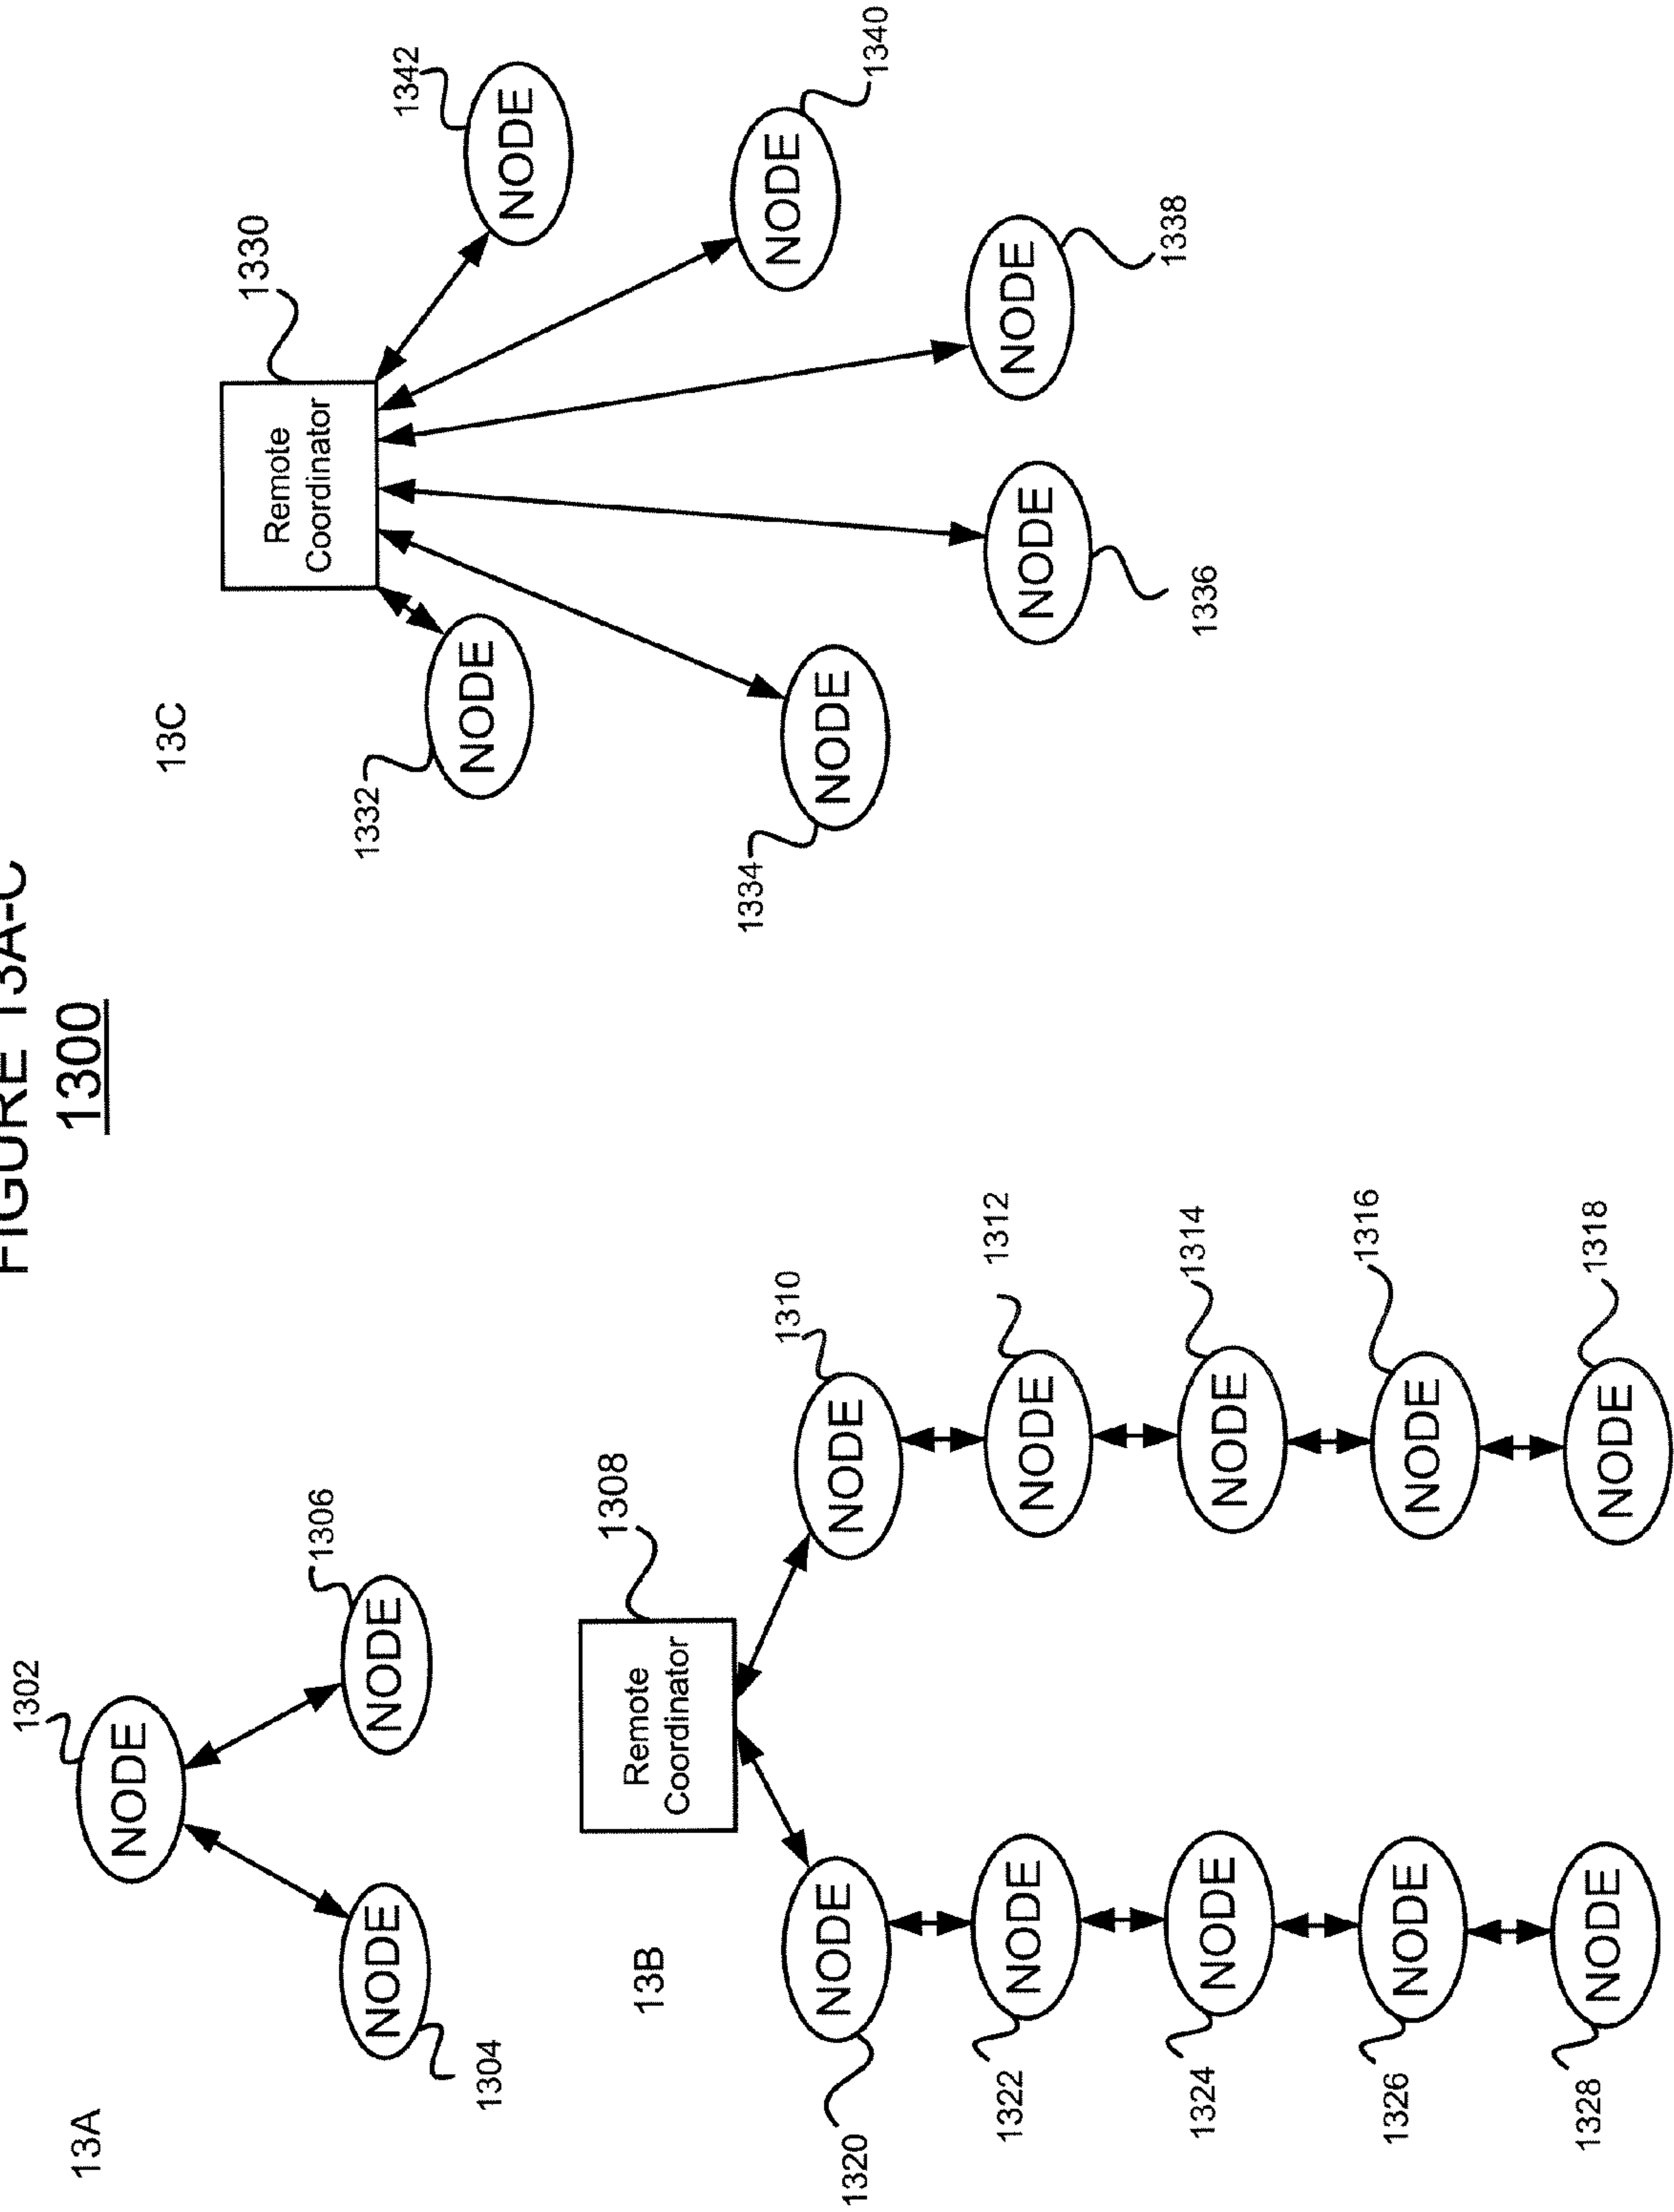 FIGURE 13A-C
1300
13A
1302
NODE
1304
NODE
1306
NODE
13B
1308
Remote
Coordinator
1320
NODE
1310
NODE
1322
NODE
1312
NODE
1324
NODE
1314
NODE
1326
NODE
1316
NODE
1328
NODE
1318
NODE
13C
1330
Remote
Coordinator
1332
NODE
1342
NODE
1334
NODE
1340
NODE
1336
NODE
1338
NODE